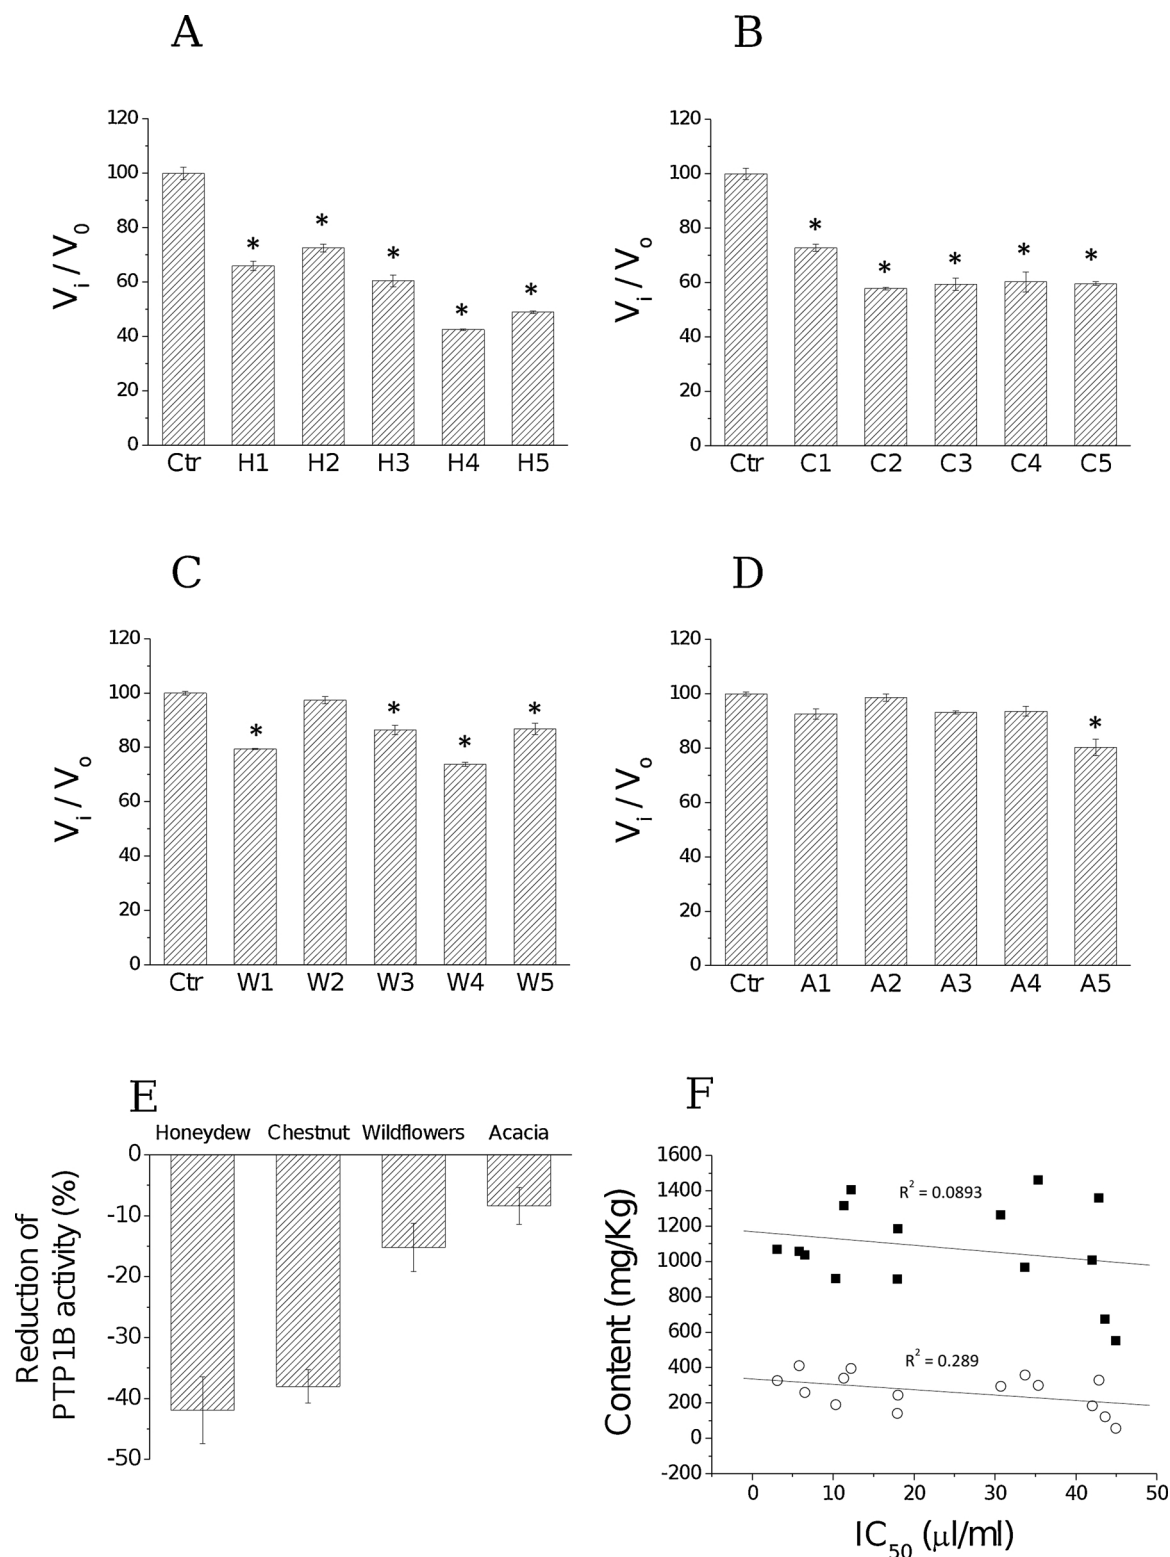 A
120
100
80
60
40
20
0
Vi / V0
* * * * *
Ctr H1 H2 H3 H4 H5
B
120
100
80
60
40
20
0
Vi / Vo
* * * * *
Ctr C1 C2 C3 C4 C5
C
120
100
80
60
40
20
0
Vi / Vo
* * * *
Ctr W1 W2 W3 W4 W5
D
120
100
80
60
40
20
0
Vi / Vo
*
Ctr A1 A2 A3 A4 A5
E
Honeydew Chestnut Wildflowers Acacia
0
-10
-20
-30
-40
-50
Reduction of
PTP1B activity (%)
F
1600
1400
1200
1000
800
600
400
200
0
-200
Content (mg/Kg)
R² = 0.0893
R² = 0.289
0 10 20 30 40 50
IC50 (μl/ml)